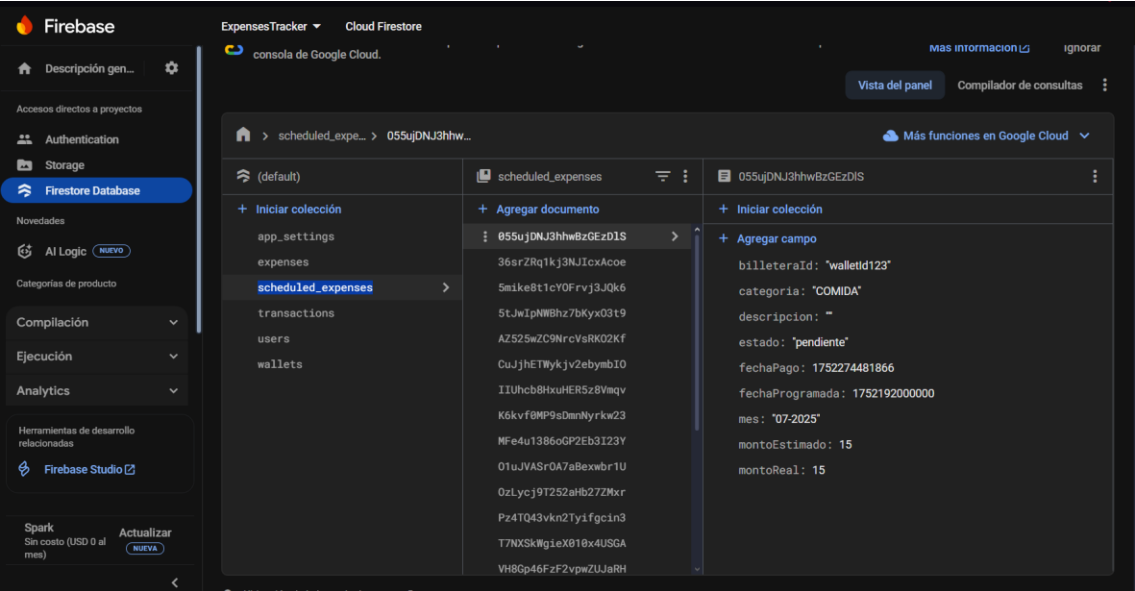 Firebase
ExpensesTracker
Cloud Firestore
consola de Google Cloud.
Más información
Ignorar
Descripción gen...
Vista del panel
Compilador de consultas
Accesos directos a proyectos
Authentication
Storage
Firestore Database
Novedades
AI Logic
NUEVO
Categorías de producto
Compilación
Ejecución
Analytics
Herramientas de desarrollo
relacionadas
Firebase Studio
Spark
Sin costo (USD 0 al
mes)
Actualizar
NUEVA
scheduled_expe...
055ujDNJ3hhw...
Más funciones en Google Cloud
(default)
Iniciar colección
app_settings
expenses
scheduled_expenses
transactions
users
wallets
scheduled_expenses
Agregar documento
055ujDNJ3hhwBzGEzDlS
36srZRq1kj3NJIcxAcoe
5mike8t1cYOFrvj3JQk6
5tJwIpNWBhz7bKyxO3t9
AZ525wZC9NrcVsRKO2Kf
CuJjhETWykjv2ebymbIO
IIUhcb8HxuHER5z8Vmqv
K6kvf0MP9sDmnNyrkw23
MFe4u1386oGP2Eb3I23Y
O1uJVASrOA7aBexwbr1U
OzLycj9T252aHb27ZMxr
Pz4TQ43vkn2Tyifgcin3
T7NXSkWgieX010x4USGA
VH8Gp46FzF2vpwZUJaRH
055ujDNJ3hhwBzGEzDlS
Iniciar colección
Agregar campo
billeteraId: "walletId123"
categoria: "COMIDA"
descripcion: ""
estado: "pendiente"
fechaPago: 1752274481866
fechaProgramada: 1752192000000
mes: "07-2025"
montoEstimado: 15
montoReal: 15